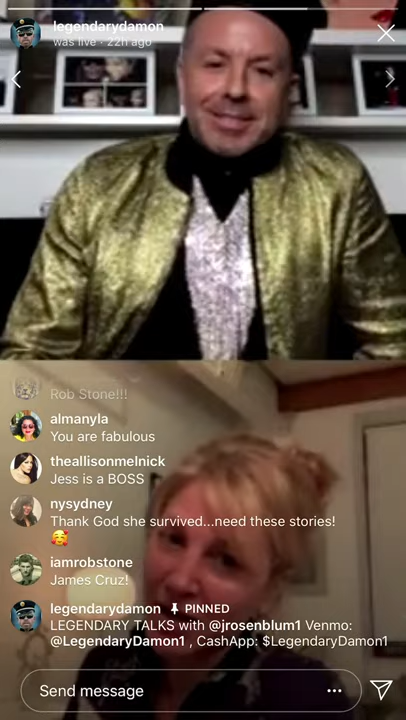 legendarydamon
was live · 22h ago
Rob Stone!!!
almanyla
You are fabulous
theallisonmelnick
Jess is a BOSS
nysydney
Thank God she survived...need these stories!
🥰
iamrobstone
James Cruz!
legendarydamon PINNED
LEGENDARY TALKS with @jrosenblum1 Venmo:
@LegendaryDamon1 , CashApp: $LegendaryDamon1
Send message